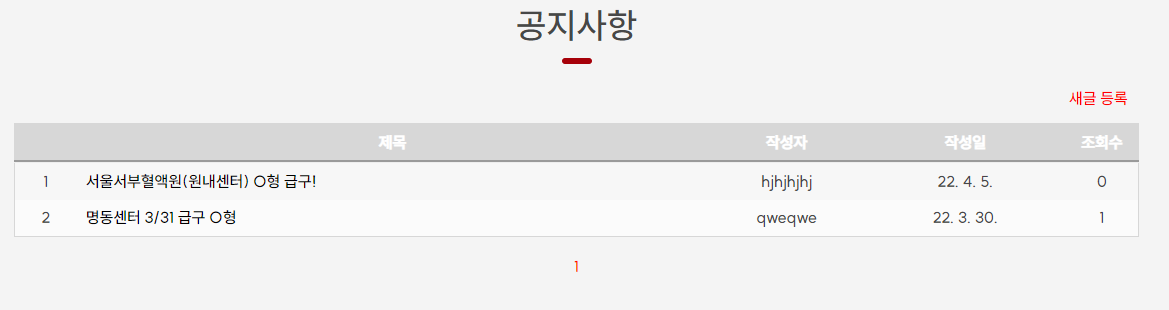 공지사항
새글 등록
제목 작성자 작성일 조회수
1 서울서부혈액원(원내센터) O형 급구! hjhjhjhj 22. 4. 5. 0
2 명동센터 3/31 급구 O형 qweqwe 22. 3. 30. 1
1